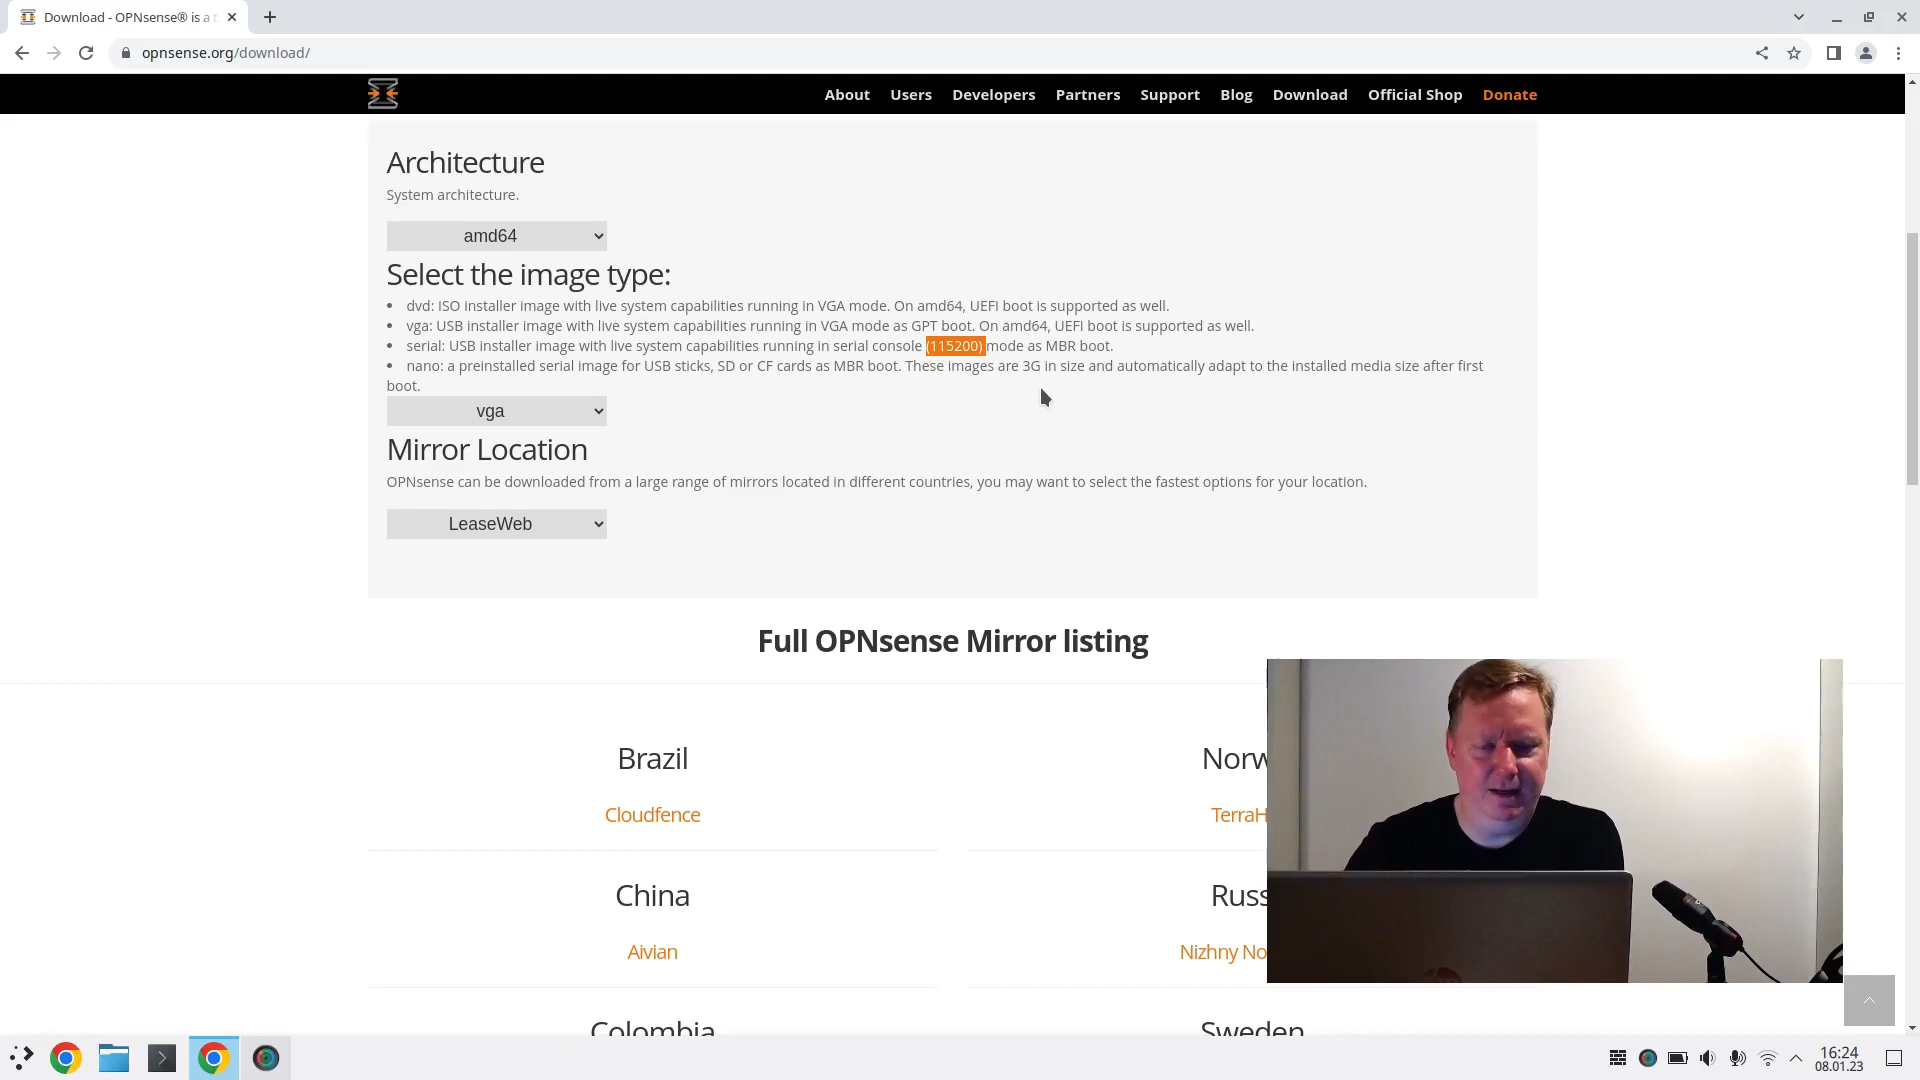 Download - OPNsense® is a t
opnsense.org/download/
About Users Developers Partners Support Blog Download Official Shop Donate
Architecture
System architecture.
amd64
Select the image type:
• dvd: ISO installer image with live system capabilities running in VGA mode. On amd64, UEFI boot is supported as well.
• vga: USB installer image with live system capabilities running in VGA mode as GPT boot. On amd64, UEFI boot is supported as well.
• serial: USB installer image with live system capabilities running in serial console (115200) mode as MBR boot.
• nano: a preinstalled serial image for USB sticks, SD or CF cards as MBR boot. These images are 3G in size and automatically adapt to the installed media size after first
boot.
vga
Mirror Location
OPNsense can be downloaded from a large range of mirrors located in different countries, you may want to select the fastest options for your location.
LeaseWeb
Full OPNsense Mirror listing
Brazil
Norw
Cloudfence
TerraH
China
Russ
Aivian
Nizhny No
Colombia
Sweden
16:24
08.01.23